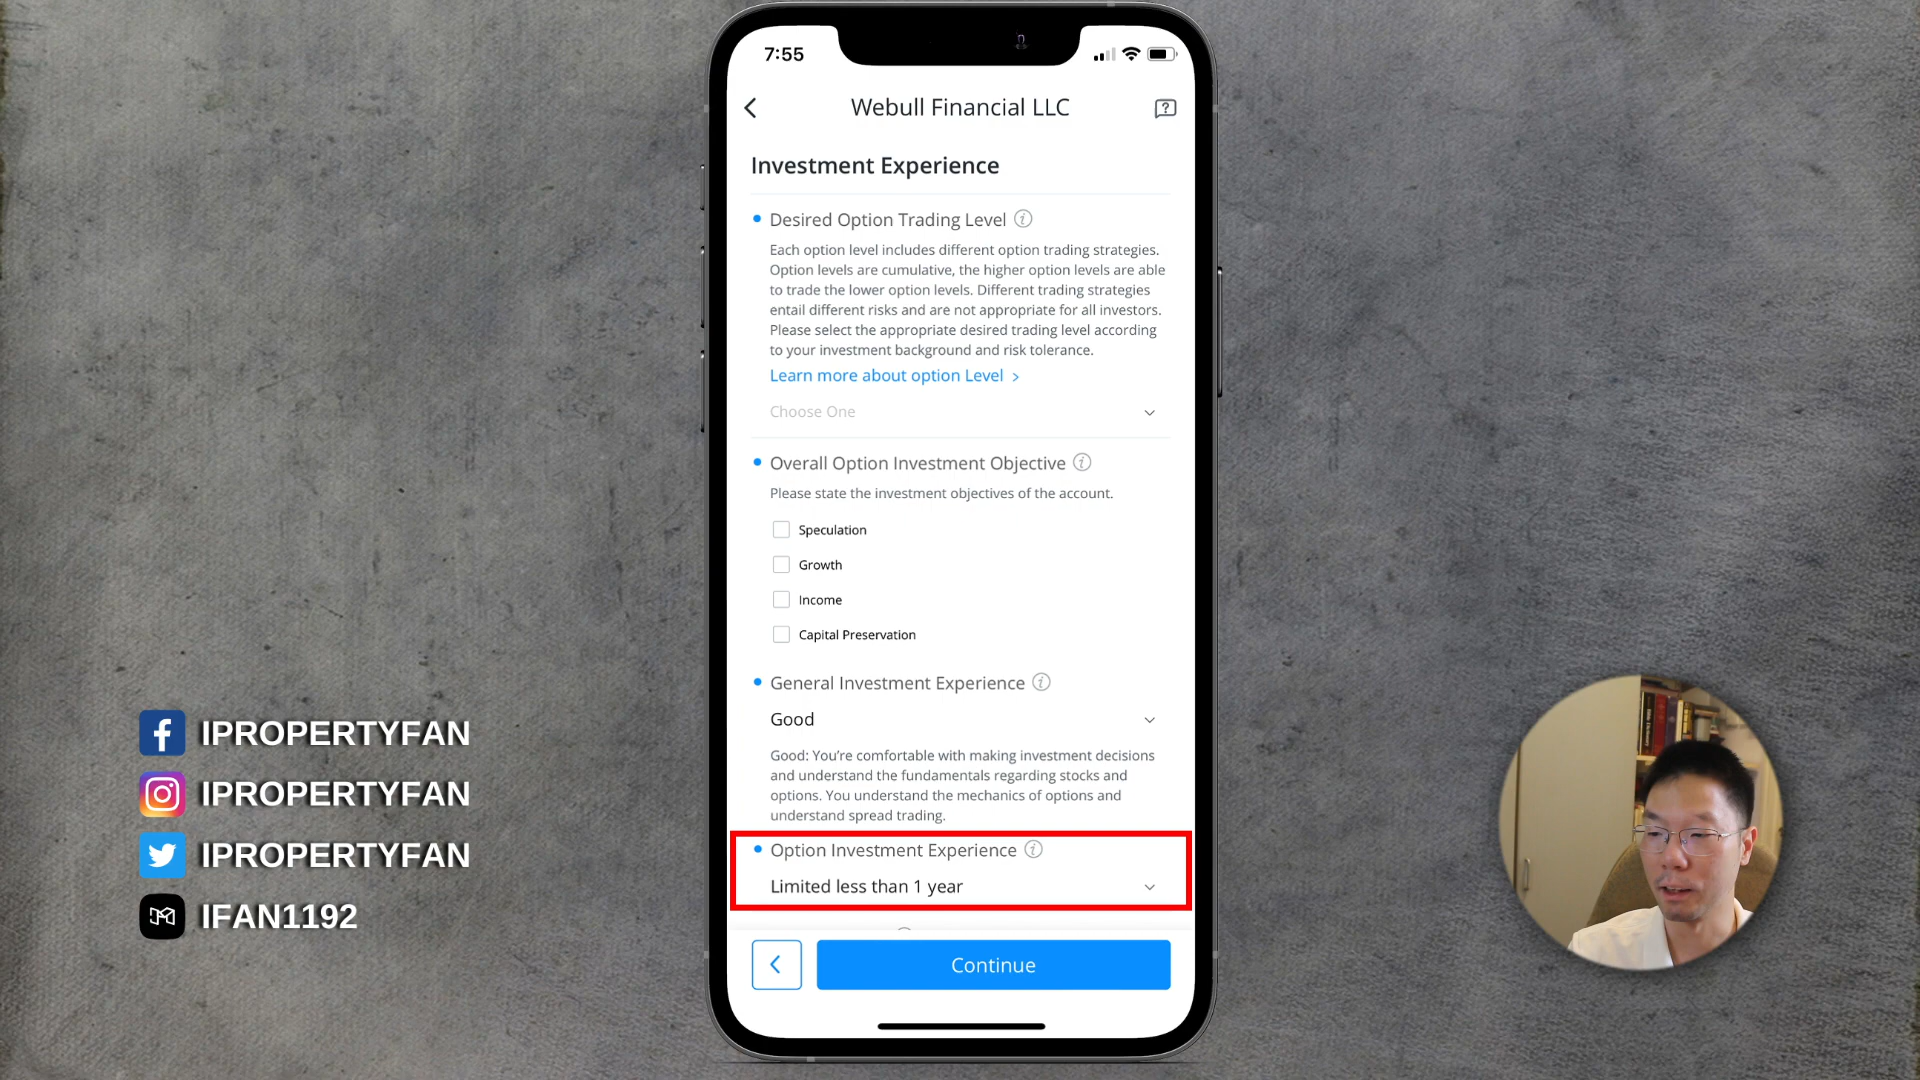 7:55
Webull Financial LLC
Investment Experience
Desired Option Trading Level
Each option level includes different option trading strategies.
Option levels are cumulative, the higher option levels are able
to trade the lower option levels. Different trading strategies
entail different risks and are not appropriate for all investors.
Please select the appropriate desired trading level according
to your investment background and risk tolerance.
Learn more about option Level >
Choose One
Overall Option Investment Objective
Please state the investment objectives of the account.
Speculation
Growth
Income
Capital Preservation
General Investment Experience
Good
Good: You’re comfortable with making investment decisions
and understand the fundamentals regarding stocks and
options. You understand the mechanics of options and
understand spread trading.
Option Investment Experience
Limited less than 1 year
Continue
IPROPERTYFAN
IPROPERTYFAN
IPROPERTYFAN
IFAN1192